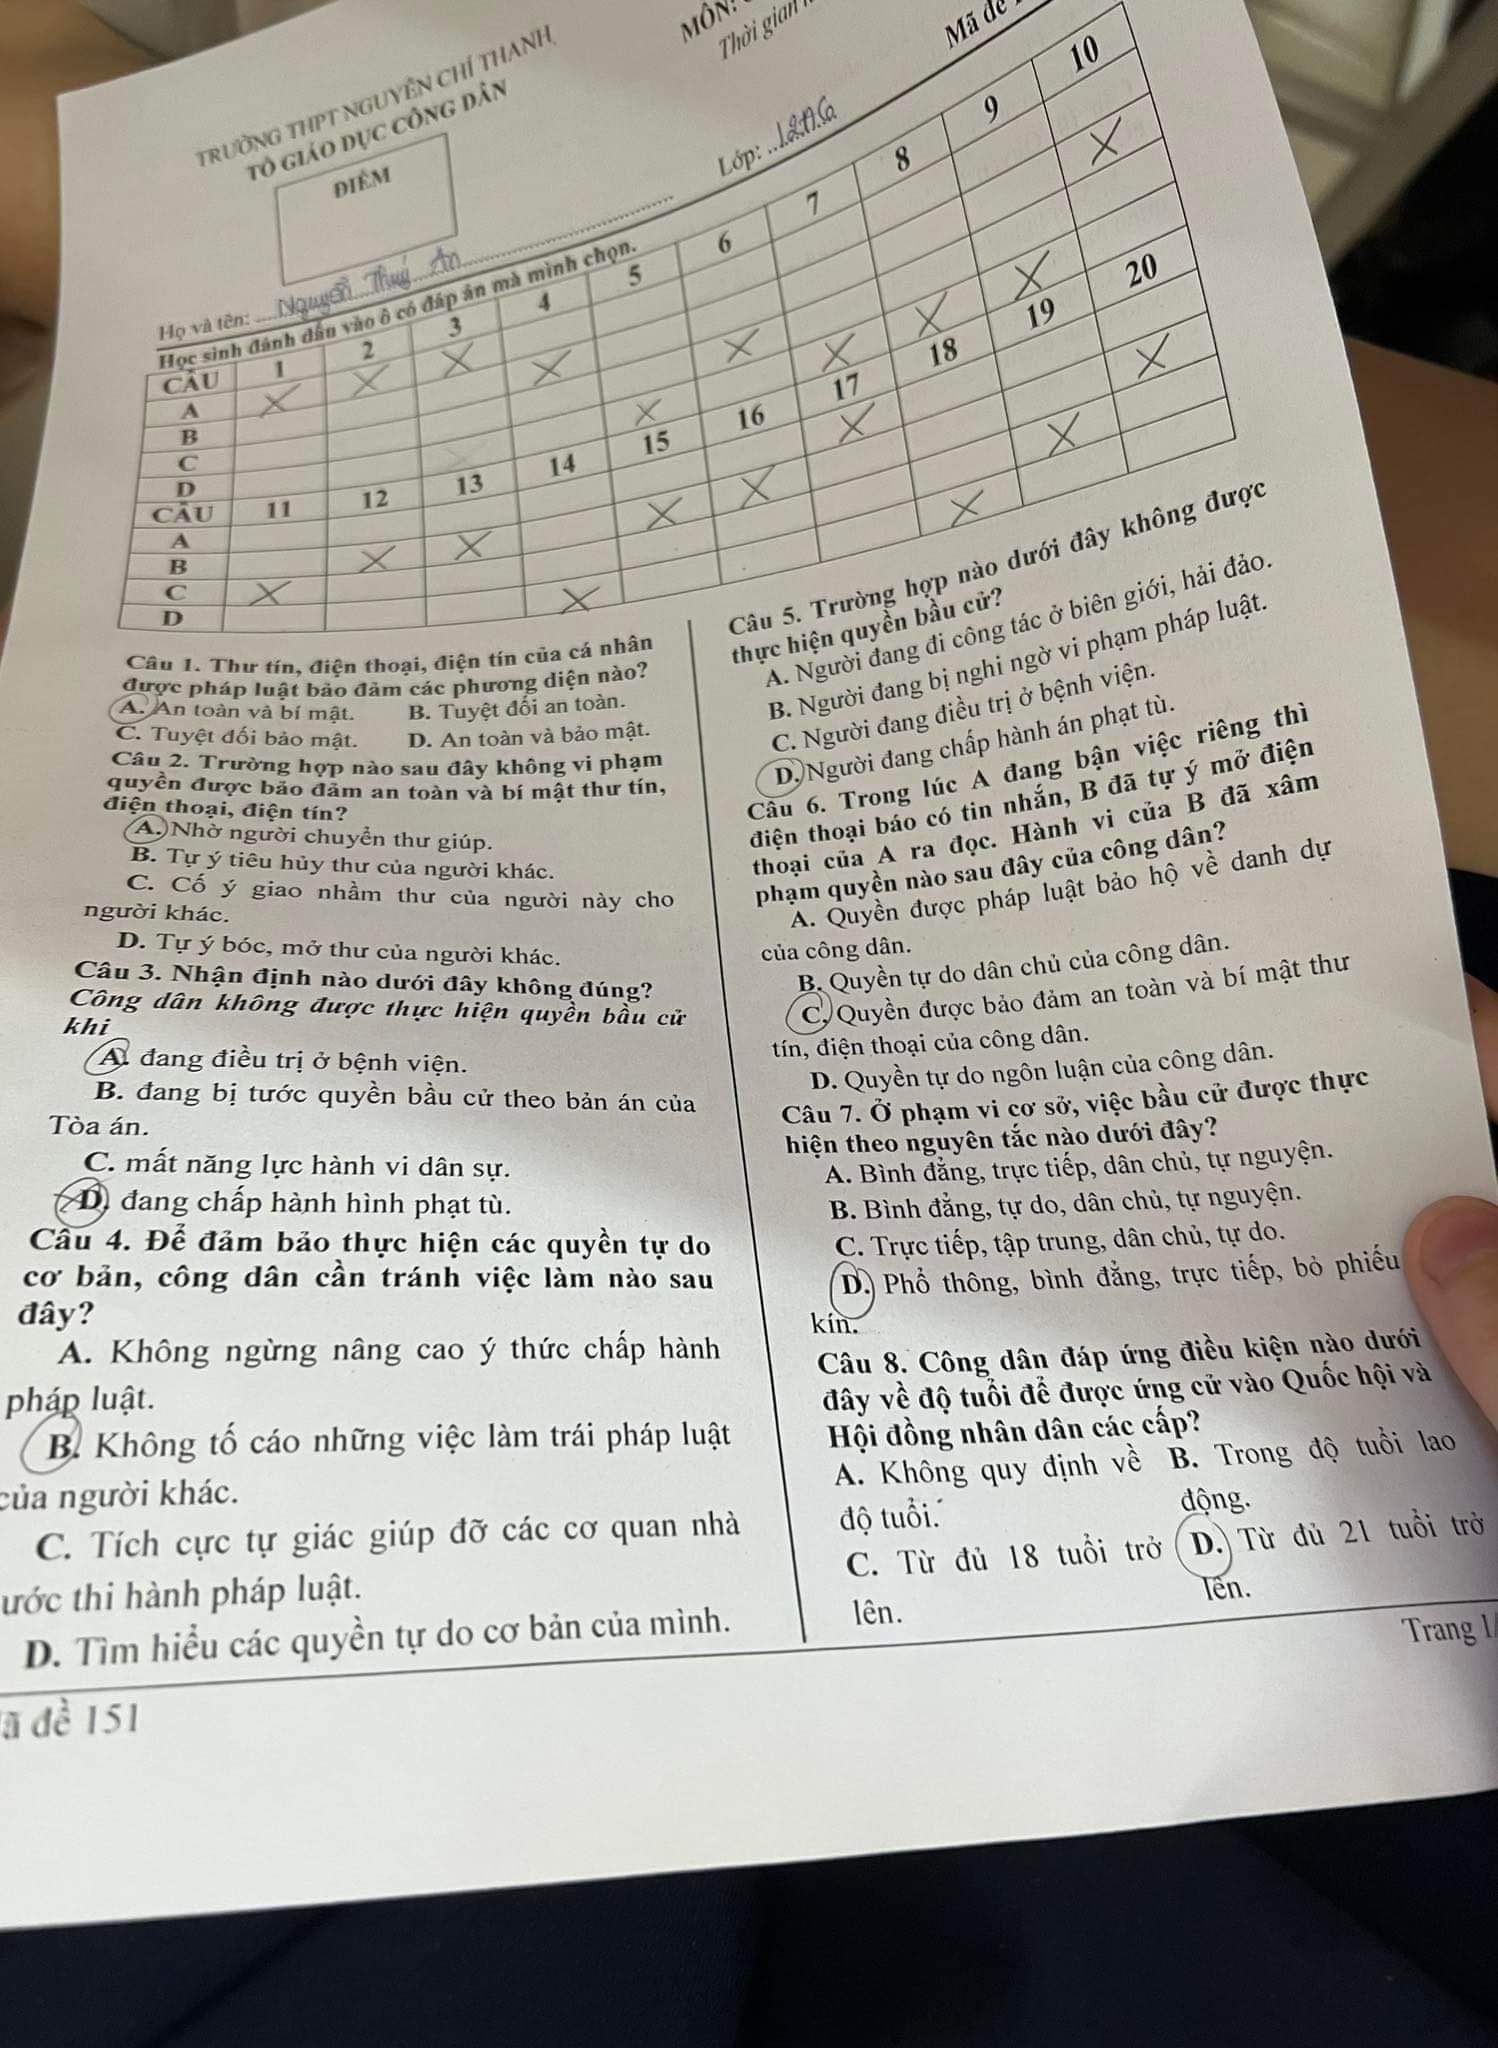 TRƯỜNG THPT NGUYỄN CHÍ THANH
TỔ GIÁO DỤC CÔNG DÂN
MÔN:
Thời gian
Mã đề
ĐIỂM
Họ và tên: Nguyễn Thuý An
Lớp: 12A6
Học sinh đánh dấu vào ô có đáp án mà mình chọn.
CÂU 1 2 3 4 5 6 7 8 9 10
A
B
C
D
CÂU 11 12 13 14 15 16 17 18 19 20
A
B
C
D
Câu 1. Thư tín, điện thoại, điện tín của cá nhân
được pháp luật bảo đảm các phương diện nào?
A. An toàn và bí mật. B. Tuyệt đối an toàn.
C. Tuyệt đối bảo mật. D. An toàn và bảo mật.
Câu 2. Trường hợp nào sau đây không vi phạm
quyền được bảo đảm an toàn và bí mật thư tín,
điện thoại, điện tín?
A. Nhờ người chuyển thư giúp.
B. Tự ý tiêu hủy thư của người khác.
C. Cố ý giao nhầm thư của người này cho
người khác.
D. Tự ý bóc, mở thư của người khác.
Câu 3. Nhận định nào dưới đây không đúng?
Công dân không được thực hiện quyền bầu cử
khi
A. đang điều trị ở bệnh viện.
B. đang bị tước quyền bầu cử theo bản án của
Tòa án.
C. mất năng lực hành vi dân sự.
D. đang chấp hành hình phạt tù.
Câu 4. Để đảm bảo thực hiện các quyền tự do
cơ bản, công dân cần tránh việc làm nào sau
đây?
A. Không ngừng nâng cao ý thức chấp hành
pháp luật.
B. Không tố cáo những việc làm trái pháp luật
của người khác.
C. Tích cực tự giác giúp đỡ các cơ quan nhà
ước thi hành pháp luật.
D. Tìm hiểu các quyền tự do cơ bản của mình.
Câu 5. Trường hợp nào dưới đây không được
thực hiện quyền bầu cử?
A. Người đang đi công tác ở biên giới, hải đảo.
B. Người đang bị nghi ngờ vi phạm pháp luật.
C. Người đang điều trị ở bệnh viện.
D. Người đang chấp hành án phạt tù.
Câu 6. Trong lúc A đang bận việc riêng thì
điện thoại báo có tin nhắn, B đã tự ý mở điện
thoại của A ra đọc. Hành vi của B đã xâm
phạm quyền nào sau đây của công dân?
A. Quyền được pháp luật bảo hộ về danh dự
của công dân.
B. Quyền tự do dân chủ của công dân.
C. Quyền được bảo đảm an toàn và bí mật thư
tín, điện thoại của công dân.
D. Quyền tự do ngôn luận của công dân.
Câu 7. Ở phạm vi cơ sở, việc bầu cử được thực
hiện theo nguyên tắc nào dưới đây?
A. Bình đẳng, trực tiếp, dân chủ, tự nguyện.
B. Bình đẳng, tự do, dân chủ, tự nguyện.
C. Trực tiếp, tập trung, dân chủ, tự do.
D. Phổ thông, bình đẳng, trực tiếp, bỏ phiếu
kín.
Câu 8. Công dân đáp ứng điều kiện nào dưới
đây về độ tuổi để được ứng cử vào Quốc hội và
Hội đồng nhân dân các cấp?
A. Không quy định về B. Trong độ tuổi lao
độ tuổi. động.
C. Từ đủ 18 tuổi trở D. Từ đủ 21 tuổi trở
lên. lên.
Trang 1/
ã đề 151